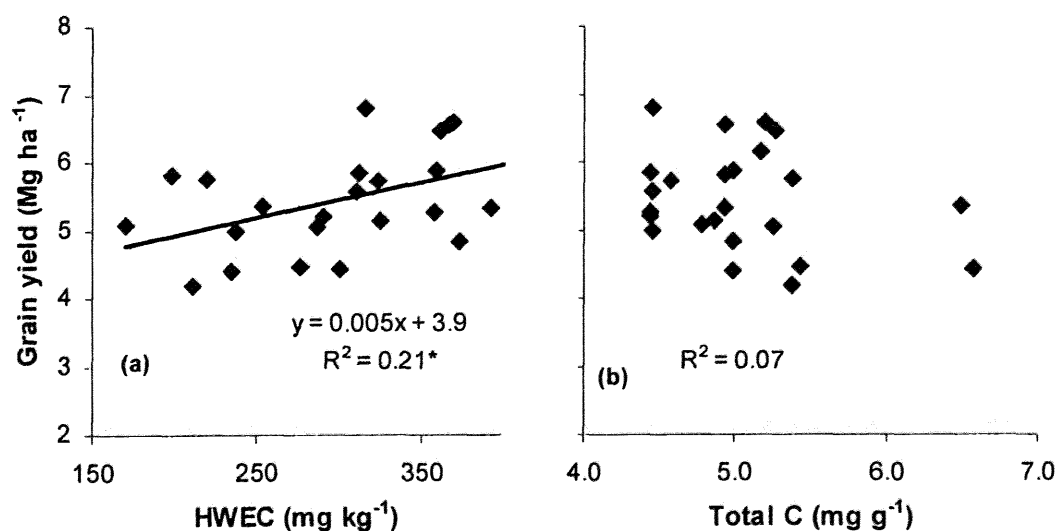 8
7
6
5
4
3
2
Grain yield (Mg ha⁻¹)
y = 0.005x + 3.9
R² = 0.21*
(a)
150 250 350
HWEC (mg kg⁻¹)
R² = 0.07
(b)
4.0 5.0 6.0 7.0
Total C (mg g⁻¹)